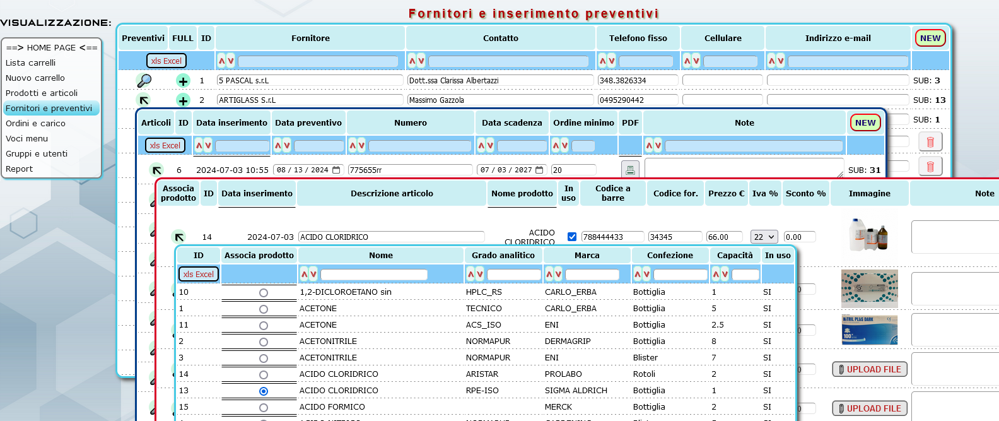 Fornitori e inserimento preventivi
VISUALIZZAZIONE:
==> HOME PAGE <==
Lista carrelli
Nuovo carrello
Prodotti e articoli
Fornitori e preventivi
Ordini e carico
Voci menu
Gruppi e utenti
Report
Preventivi FULL ID Fornitore Contatto Telefono fisso Cellulare Indirizzo e-mail NEW
xls Excel
1 5 PASCAL s.r.L Dott.ssa Clarissa Albertazzi 348.3826334 SUB: 3
2 ARTIGLASS S.r.L Massimo Gazzola 0495290442 SUB: 13
SUB: 1
Articoli ID Data inserimento Data preventivo Numero Data scadenza Ordine minimo PDF Note NEW
xls Excel
6 2024-07-03 10:55 08/13/2024 775655rr 07/03/2027 20 SUB: 31
Associa prodotto ID Data inserimento Descrizione articolo Nome prodotto In uso Codice a barre Codice for. Prezzo € Iva % Sconto % Immagine Note
14 2024-07-03 ACIDO CLORIDRICO ACIDO CLORIDRICO 788444433 34345 66.00 22 0.00
ID Associa prodotto Nome Grado analitico Marca Confezione Capacità In uso
xls Excel
10 1,2-DICLOROETANO sin HPLC_RS CARLO_ERBA Bottiglia 1 SI
1 ACETONE TECNICO CARLO_ERBA Bottiglia 5 SI
11 ACETONE ACS_ISO ENI Bottiglia 2.5 SI
NiTRIL PLUS DARK
100
2 ACETONITRILE NORMAPUR DERMAGRIP Bottiglia 8 SI
3 ACETONITRILE NORMAPUR ENI Blister 7 SI
UPLOAD FILE
14 ACIDO CLORIDRICO ARISTAR PROLABO Rotoli 2 SI
13 ACIDO CLORIDRICO RPE-ISO SIGMA ALDRICH Bottiglia 1 SI
15 ACIDO FORMICO MERCK Bottiglia 2 SI
UPLOAD FILE